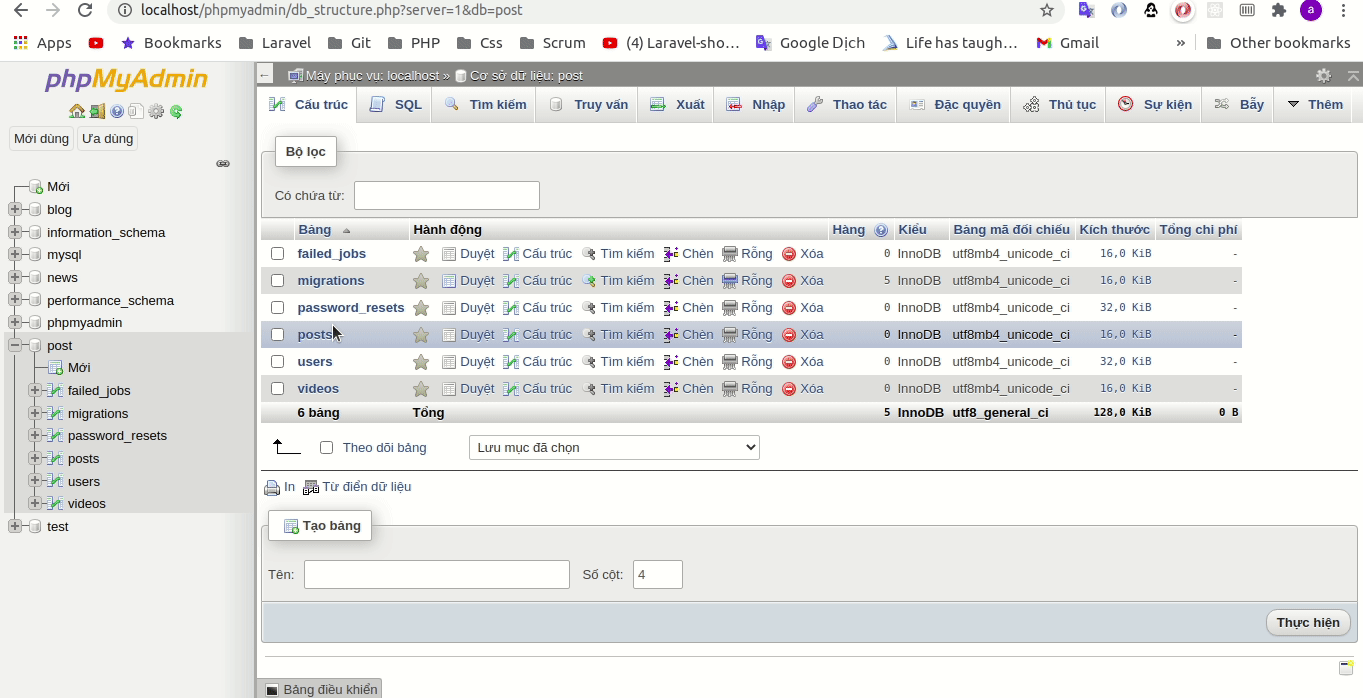 localhost/phpmyadmin/db_structure.php?server=1&db=post
a
Apps Bookmarks Laravel Git PHP Css Scrum (4) Laravel-sho... Google Dịch Life has taugh... Gmail » Other bookmarks
phpMyAdmin
Mới dùng Ưa dùng
Mới
blog
information_schema
mysql
news
performance_schema
phpmyadmin
post
Mới
failed_jobs
migrations
password_resets
posts
users
videos
test
Máy phục vụ: localhost » Cơ sở dữ liệu: post
Cấu trúc SQL Tìm kiếm Truy vấn Xuất Nhập Thao tác Đặc quyền Thủ tục Sự kiện Bẫy Thêm
Bộ lọc
Có chứa từ:
Bảng Hành động Hàng Kiểu Bảng mã đối chiếu Kích thước Tổng chi phí
failed_jobs Duyệt Cấu trúc Tìm kiếm Chèn Rỗng Xóa 0 InnoDB utf8mb4_unicode_ci 16,0 KiB -
migrations Duyệt Cấu trúc Tìm kiếm Chèn Rỗng Xóa 5 InnoDB utf8mb4_unicode_ci 16,0 KiB -
password_resets Duyệt Cấu trúc Tìm kiếm Chèn Rỗng Xóa 0 InnoDB utf8mb4_unicode_ci 32,0 KiB -
posts Duyệt Cấu trúc Tìm kiếm Chèn Rỗng Xóa 0 InnoDB utf8mb4_unicode_ci 16,0 KiB -
users Duyệt Cấu trúc Tìm kiếm Chèn Rỗng Xóa 0 InnoDB utf8mb4_unicode_ci 32,0 KiB -
videos Duyệt Cấu trúc Tìm kiếm Chèn Rỗng Xóa 0 InnoDB utf8mb4_unicode_ci 16,0 KiB -
6 bảng Tổng 5 InnoDB utf8_general_ci 128,0 KiB 0 B
Theo dõi bảng Lưu mục đã chọn
In Từ điển dữ liệu
Tạo bảng
Tên: Số cột: 4
Thực hiện
Bảng điều khiển